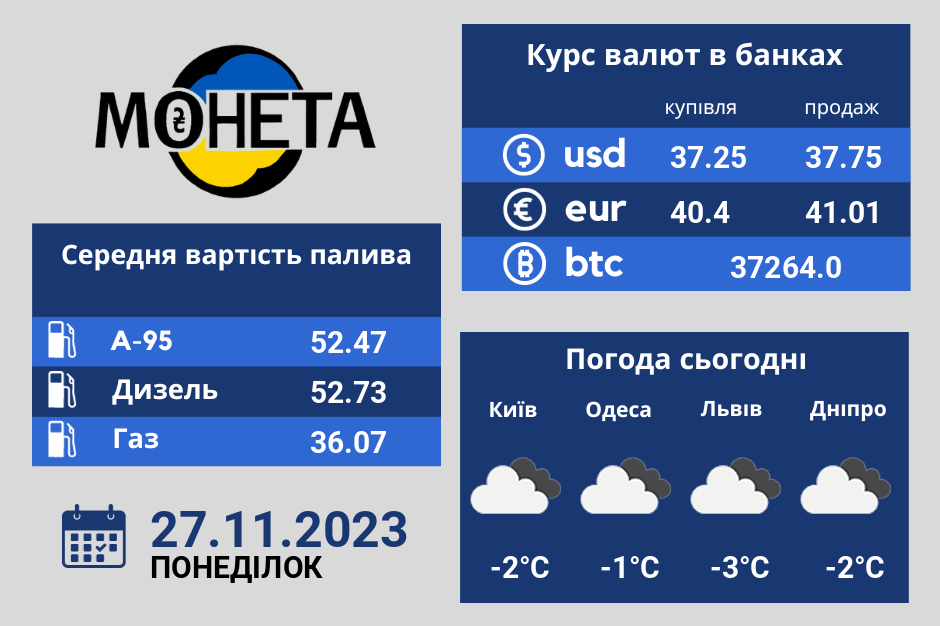 МОНЕТА
Середня вартість палива
А-95 52.47
Дизель 52.73
Газ 36.07
27.11.2023
ПОНЕДІЛОК
Курс валют в банках
купівля продаж
usd 37.25 37.75
eur 40.4 41.01
btc 37264.0
Погода сьогодні
Київ Одеса Львів Дніпро
-2°C -1°C -3°C -2°C